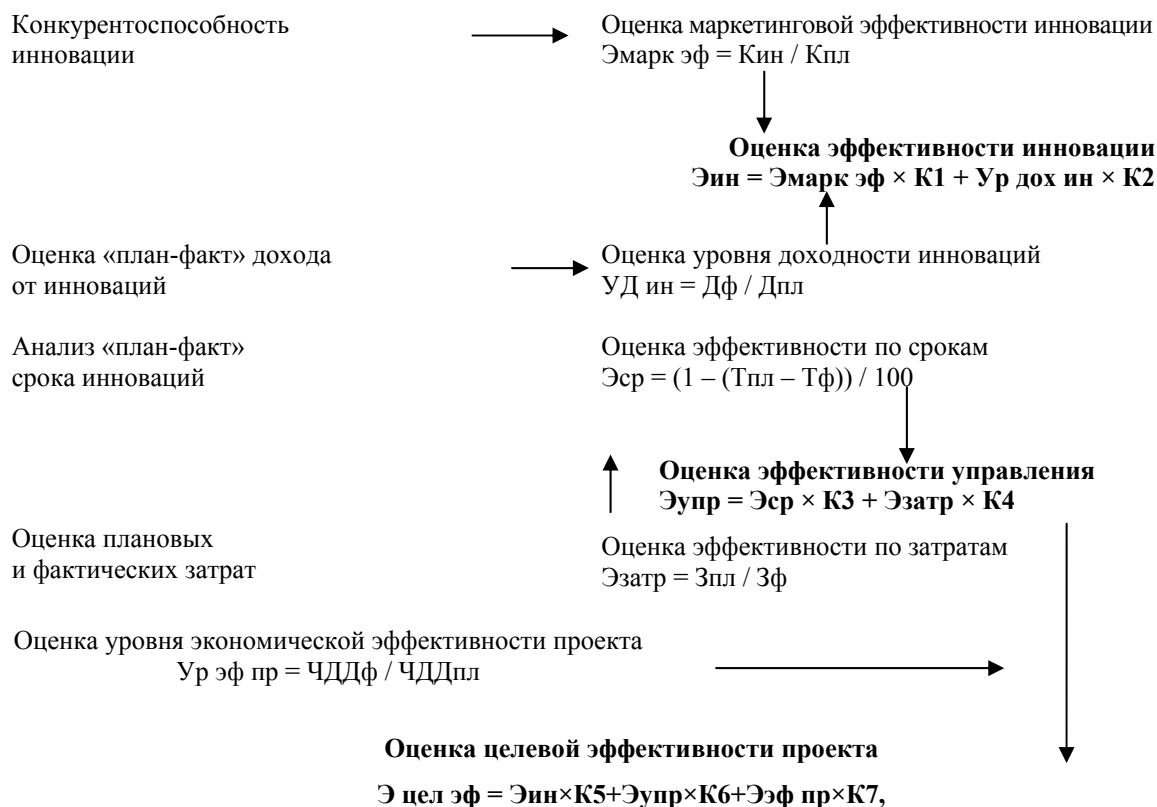 Конкурентоспособность
инновации
Оценка маркетинговой эффективности инновации
Эмарк эф = Кин / Кпл
Оценка эффективности инновации
Эин = Эмарк эф × К1 + Ур дох ин × К2
Оценка «план-факт» дохода
от инноваций
Оценка уровня доходности инноваций
УД ин = Дф / Дпл
Анализ «план-факт»
срока инноваций
Оценка эффективности по срокам
Эср = (1 – (Тпл – Тф)) / 100
Оценка эффективности управления
Эупр = Эср × К3 + Эзатр × К4
Оценка плановых
и фактических затрат
Оценка эффективности по затратам
Эзатр = Зпл / Зф
Оценка уровня экономической эффективности проекта
Ур эф пр = ЧДДф / ЧДДпл
Оценка целевой эффективности проекта
Э цел эф = Эин×К5+Эупр×К6+Ээф пр×К7,